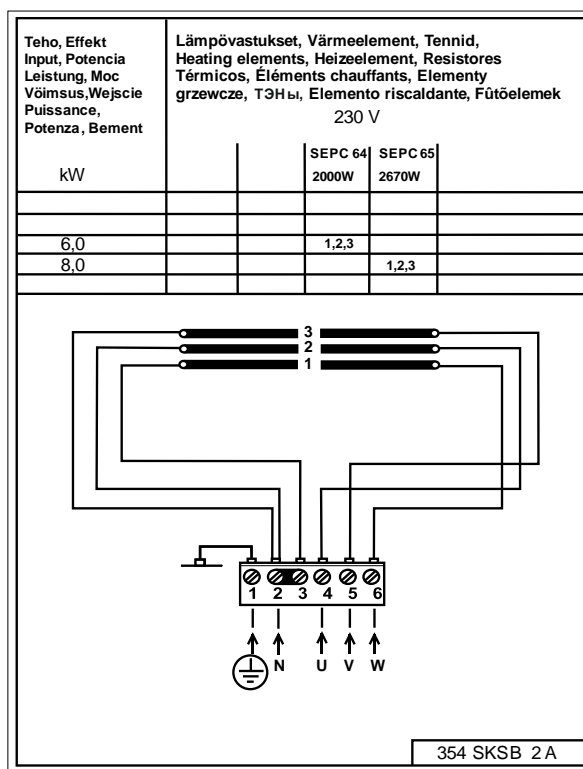 Teho, Effekt
Input, Potencia
Leistung, Moc
Vöimsus,Wejscie
Puissance,
Potenza, Bement
kW
Lämpövastukset, Värmeelement, Tennid,
Heating elements, Heizeelement, Resistores
Térmicos, Éléments chauffants, Elementy
grzewcze, ТЭНы, Elemento riscaldante, Fûtõelemek
230 V
SEPC 64 SEPC 65
2000W 2670W
6,0 1,2,3
8,0 1,2,3
3
2
1
1 2 3 4 5 6
N U V W
354 SKSB 2 A